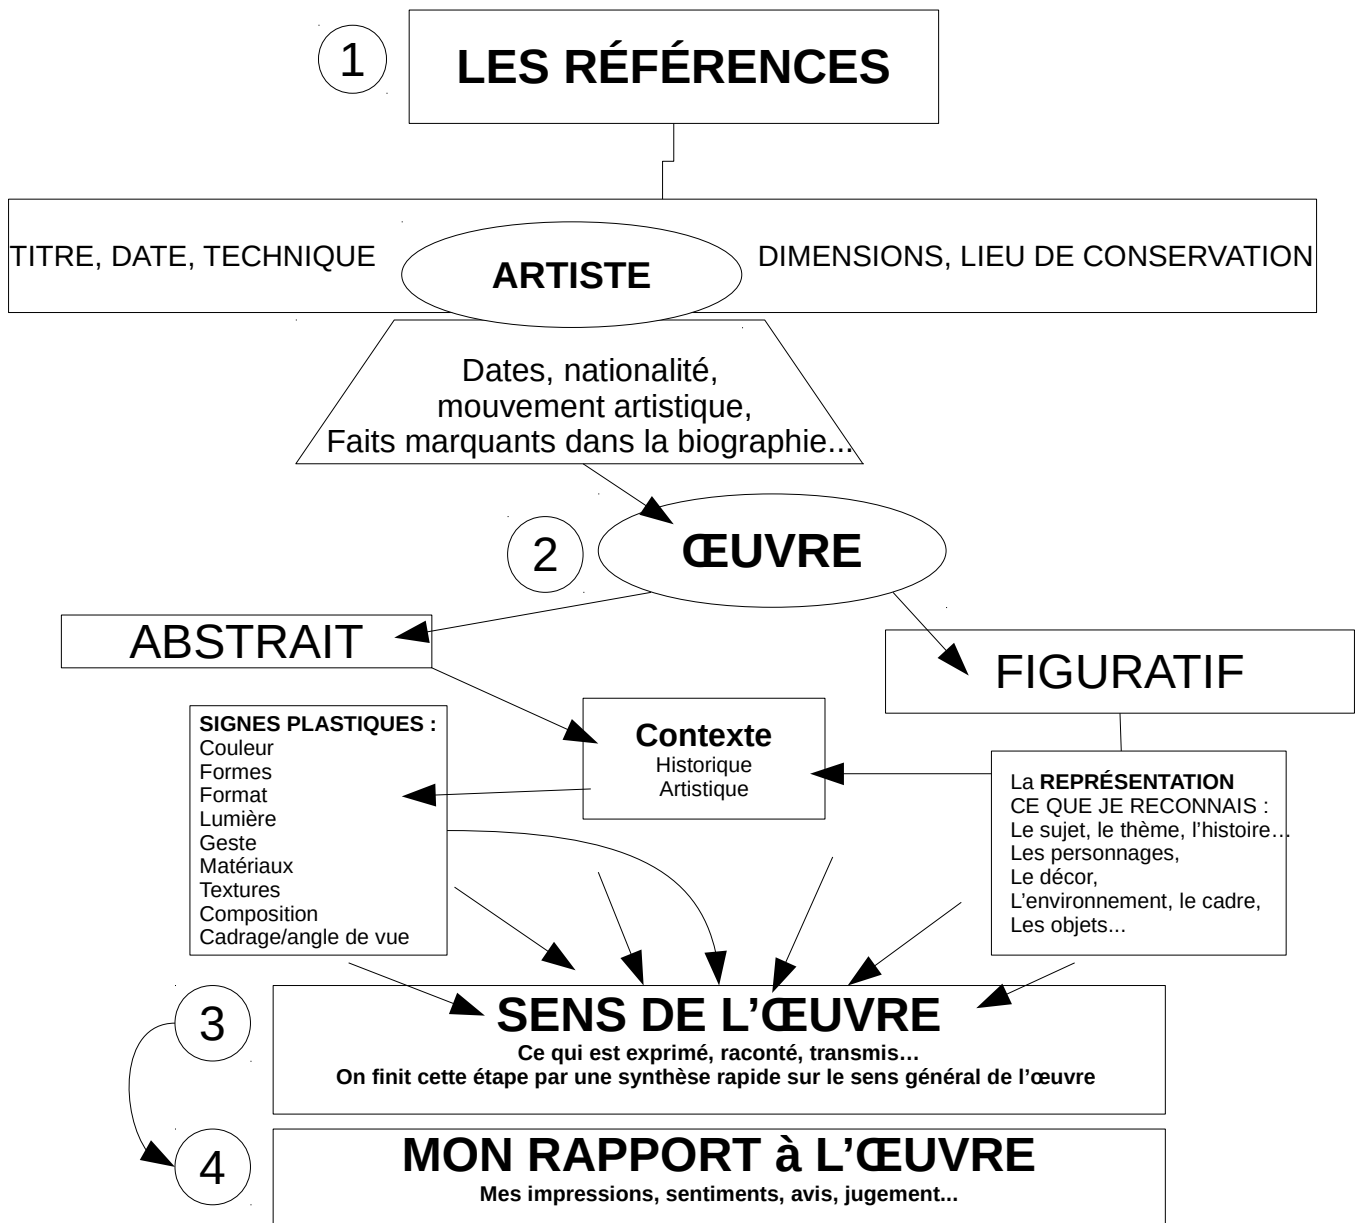 1
LES RÉFÉRENCES
TITRE, DATE, TECHNIQUE
ARTISTE
DIMENSIONS, LIEU DE CONSERVATION
Dates, nationalité,
mouvement artistique,
Faits marquants dans la biographie...
2
ŒUVRE
ABSTRAIT
FIGURATIF
SIGNES PLASTIQUES :
Couleur
Formes
Format
Lumière
Geste
Matériaux
Textures
Composition
Cadrage/angle de vue
Contexte
Historique
Artistique
La REPRÉSENTATION
CE QUE JE RECONNAIS :
Le sujet, le thème, l’histoire…
Les personnages,
Le décor,
L’environnement, le cadre,
Les objets...
3
SENS DE L’ŒUVRE
Ce qui est exprimé, raconté, transmis…
On finit cette étape par une synthèse rapide sur le sens général de l’œuvre
4
MON RAPPORT à L’ŒUVRE
Mes impressions, sentiments, avis, jugement...